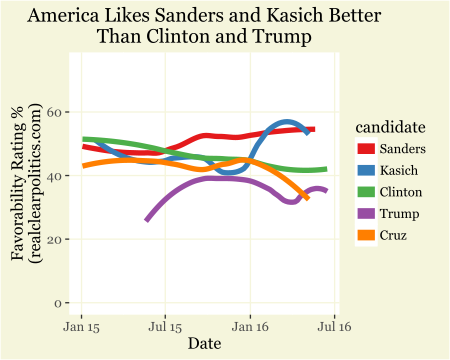 America Likes Sanders and Kasich Better
Than Clinton and Trump
Favorability Rating %
(realclearpolitics.com)
60
40
20
0
Jan 15
Jul 15
Jan 16
Jul 16
Date
candidate
Sanders
Kasich
Clinton
Trump
Cruz